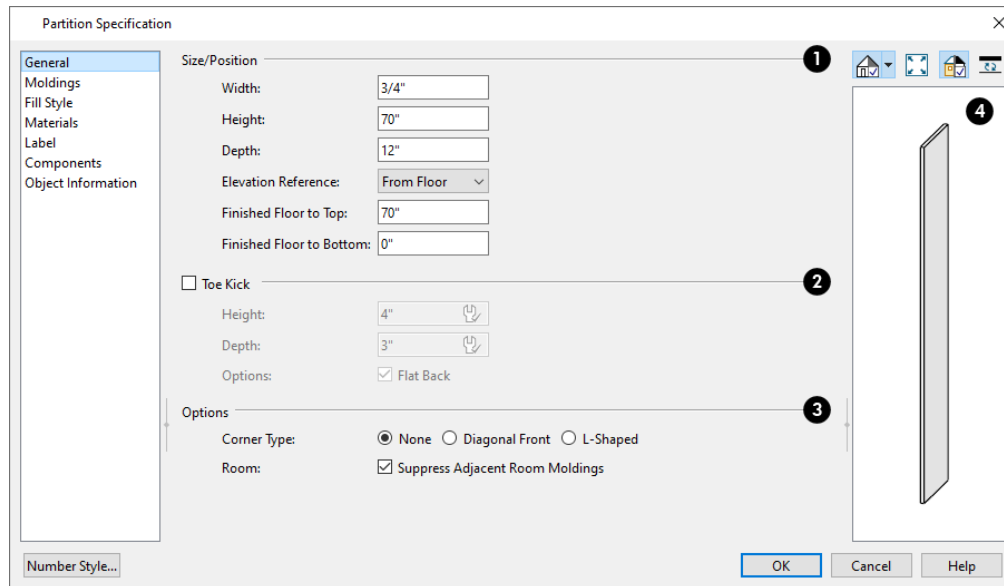 Partition Specification
General
Moldings
Fill Style
Materials
Label
Components
Object Information
Size/Position
1
Width: 3/4"
Height: 70"
Depth: 12"
Elevation Reference: From Floor
Finished Floor to Top: 70"
Finished Floor to Bottom: 0"
Toe Kick
2
Height: 4"
Depth: 3"
Options: Flat Back
Options
3
Corner Type: None Diagonal Front L-Shaped
Room: Suppress Adjacent Room Moldings
4
Number Style...
OK
Cancel
Help